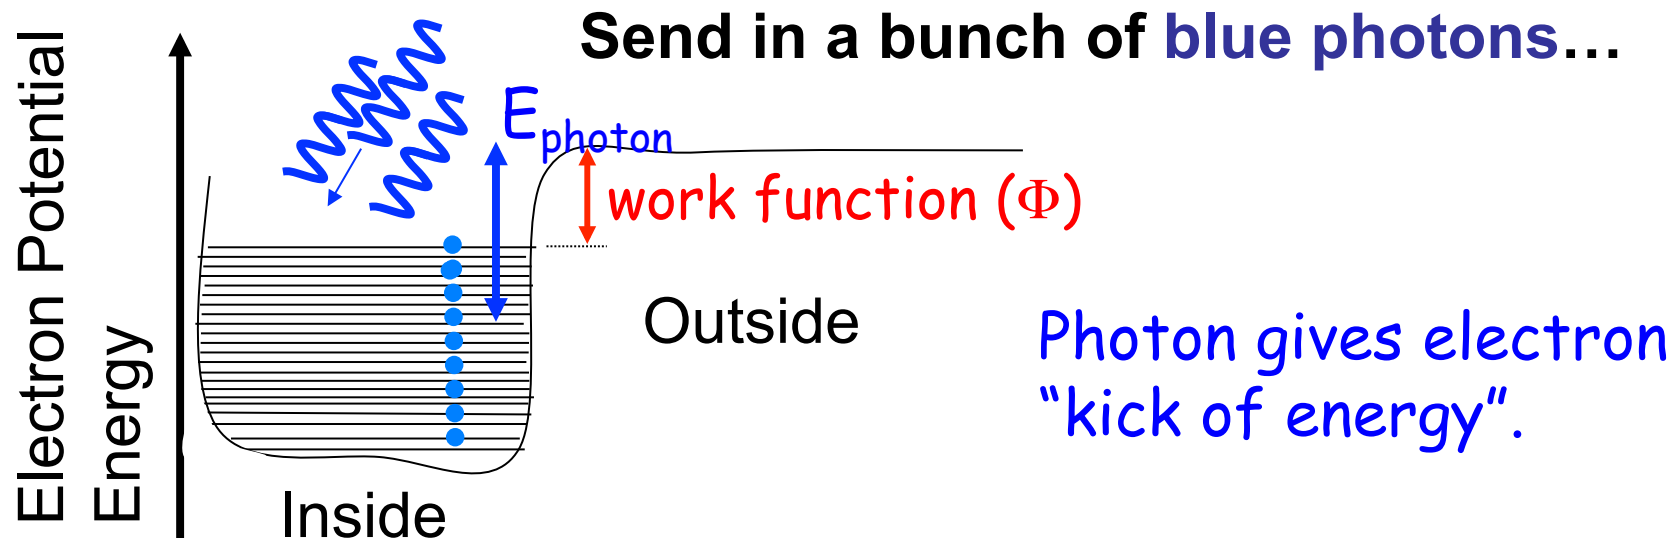 Send in a bunch of blue photons…
Electron Potential
Energy
Ephoton
work function (Φ)
Outside
Photon gives electron
“kick of energy”.
Inside